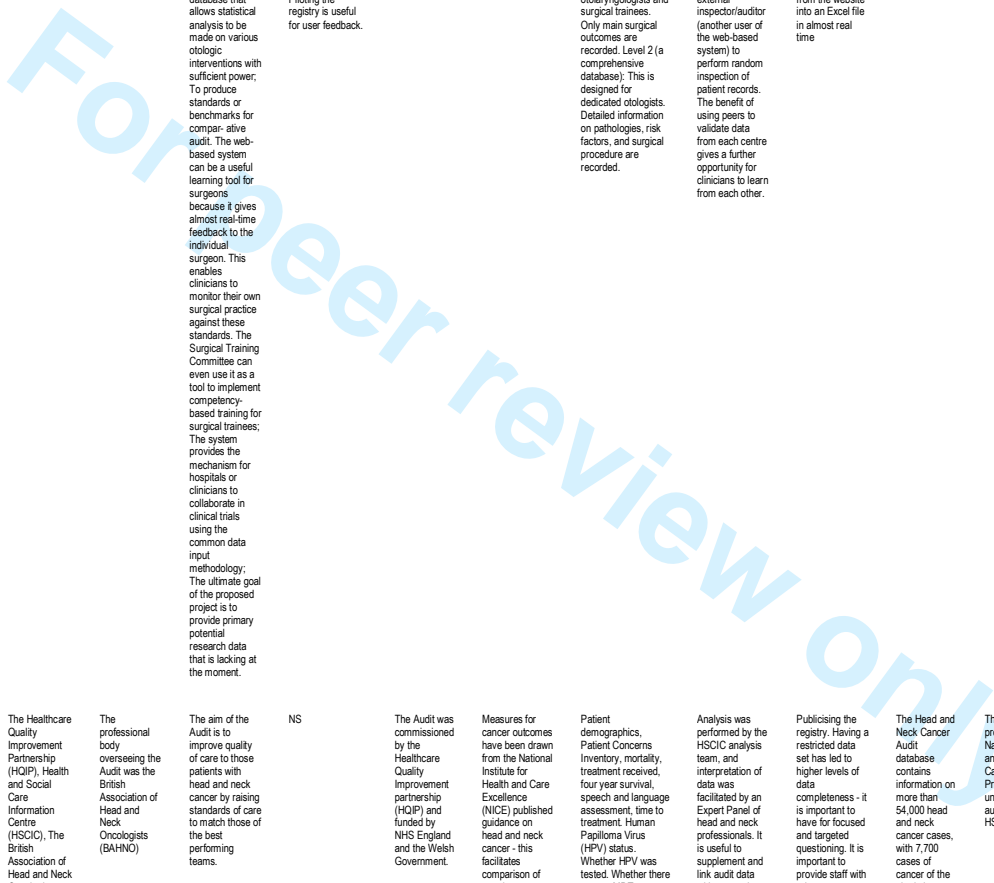 database that
allows statistical
analysis to be
made on various
otologic
interventions with
sufficient power;
To produce
standards or
benchmarks for
compar- ative
audit. The web-
based system
can be a useful
learning tool for
surgeons
because it gives
almost real-time
feedback to the
individual
surgeon. This
enables
clinicians to
monitor their own
surgical practice
against these
standards. The
Surgical Training
Committee can
even use it as a
tool to implement
competency-
based training for
surgical trainees;
The system
provides the
mechanism for
hospitals or
clinicians to
collaborate in
clinical trials
using the
common data
input
methodology;
The ultimate goal
of the proposed
project is to
provide primary
potential
research data
that is lacking at
the moment.
Piloting the
registry is useful
for user feedback.
otolaryngologists and
surgical trainees.
Only main surgical
outcomes are
recorded. Level 2 (a
comprehensive
database): This is
designed for
dedicated otologists.
Detailed information
on pathologies, risk
factors, and surgical
procedure are
recorded.
external
inspector/auditor
(another user of
the web-based
system) to
perform random
inspection of
patient records.
The benefit of
using peers to
validate data
from each centre
gives a further
opportunity for
clinicians to learn
from each other.
from the website
into an Excel file
in almost real
time
The Healthcare
Quality
Improvement
Partnership
(HQIP), Health
and Social
Care
Information
Centre
(HSCIC), The
British
Association of
Head and Neck
The
professional
body
overseeing the
Audit was the
British
Association of
Head and
Neck
Oncologists
(BAHNO)
The aim of the
Audit is to
improve quality
of care to those
patients with
head and neck
cancer by raising
standards of care
to match those of
the best
performing
teams.
NS
The Audit was
commissioned
by the
Healthcare
Quality
Improvement
partnership
(HQIP) and
funded by
NHS England
and the Welsh
Government.
Measures for
cancer outcomes
have been drawn
from the National
Institute for
Health and Care
Excellence
(NICE) published
guidance on
head and neck
cancer - this
facilitates
comparison of
Patient
demographics,
Patient Concerns
Inventory, mortality,
treatment received,
four year survival,
speech and language
assessment, time to
treatment. Human
Papilloma Virus
(HPV) status.
Whether HPV was
tested. Whether there
Analysis was
performed by the
HSCIC analysis
team, and
interpretation of
data was
facilitated by an
Expert Panel of
head and neck
professionals. It
is useful to
supplement and
link audit data
Publicising the
registry. Having a
restricted data
set has led to
higher levels of
data
completeness - it
is important to
have for focused
and targeted
questioning. It is
important to
provide staff with
The Head and
Neck Cancer
Audit
database
contains
information on
more than
54,000 head
and neck
cancer cases,
with 7,700
cases of
cancer of the
For peer review only